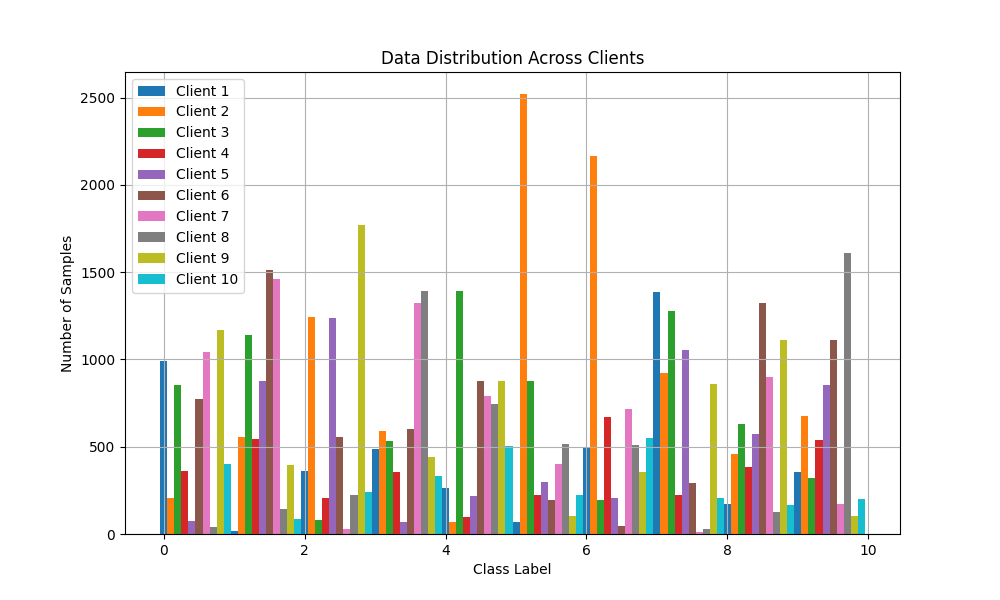 Data Distribution Across Clients
Number of Samples
2500
2000
1500
1000
500
0
Client 1
Client 2
Client 3
Client 4
Client 5
Client 6
Client 7
Client 8
Client 9
Client 10
0 2 4 6 8 10
Class Label